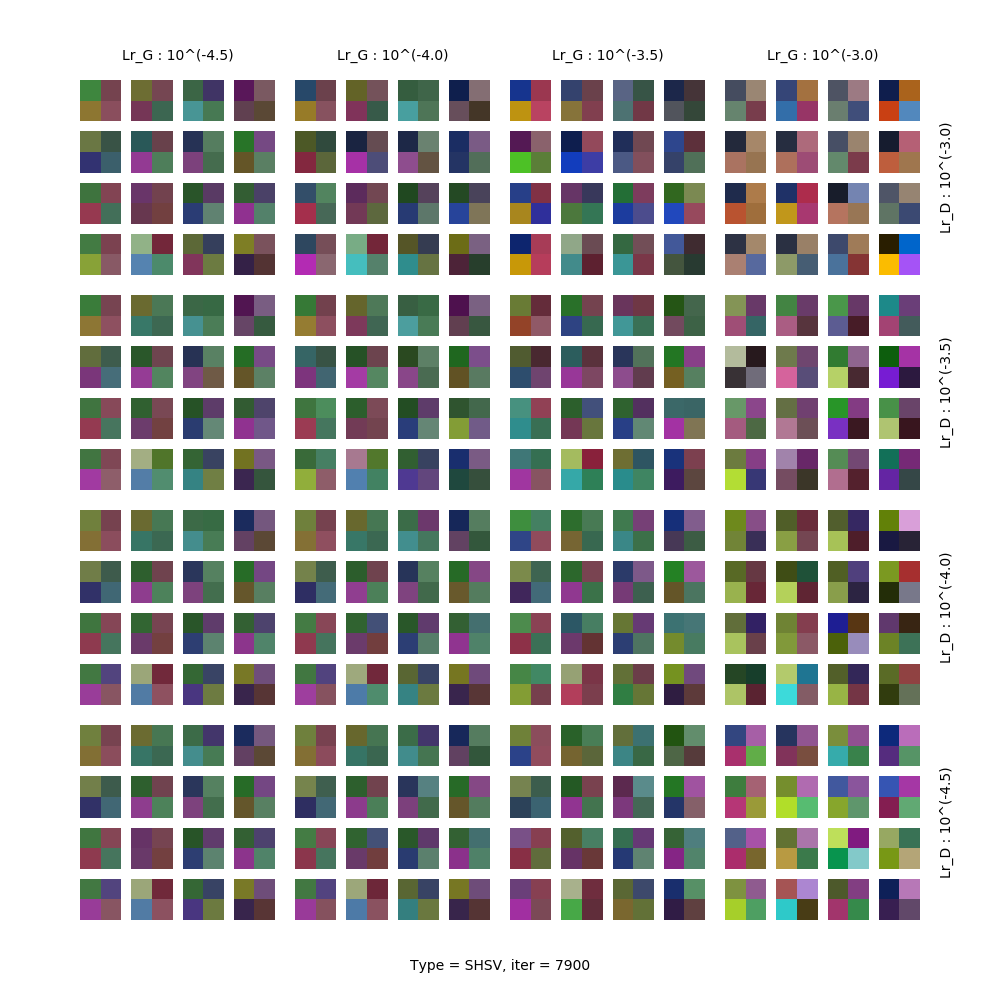 Lr_G : 10^(-4.5)
Lr_G : 10^(-4.0)
Lr_G : 10^(-3.5)
Lr_G : 10^(-3.0)
Lr_D : 10^(-3.0)
Lr_D : 10^(-3.5)
Lr_D : 10^(-4.0)
Lr_D : 10^(-4.5)
Type = SHSV, iter = 7900